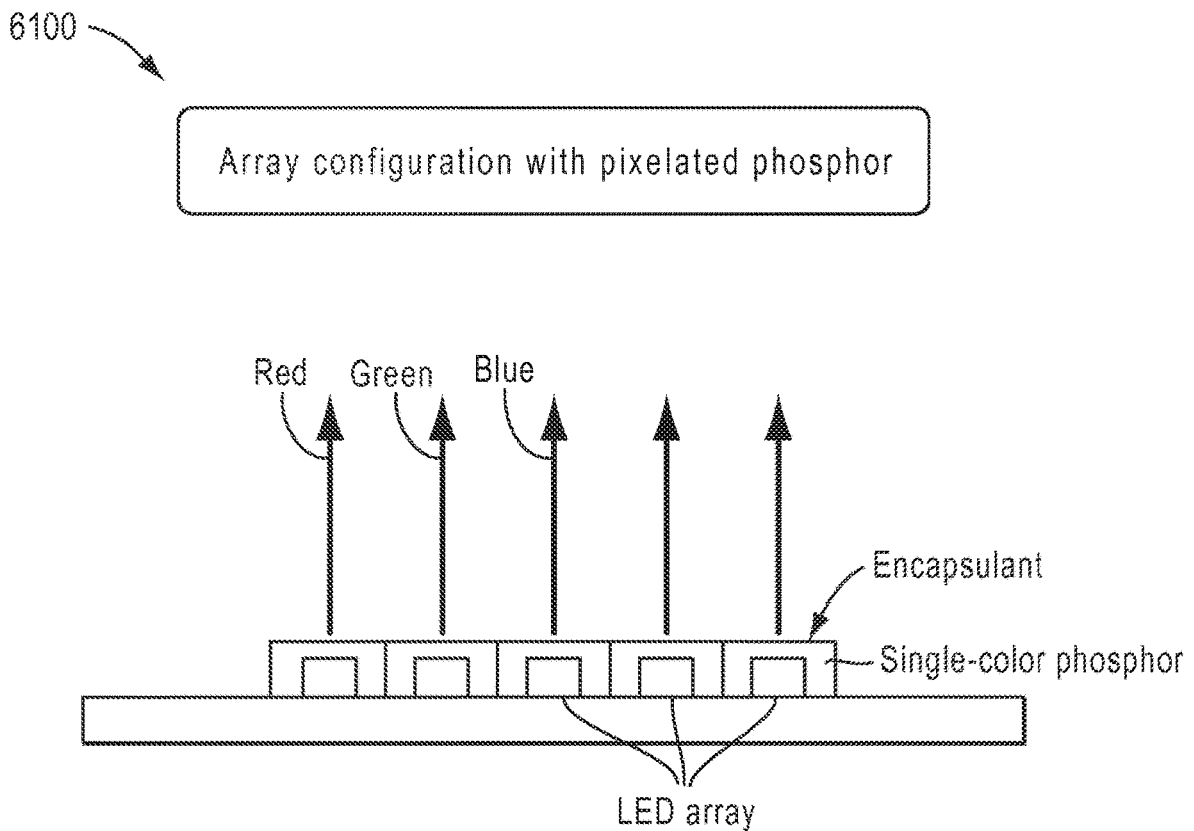 6100
Array configuration with pixelated phosphor
Red
Green
Blue
Encapsulant
Single-color phosphor
LED array